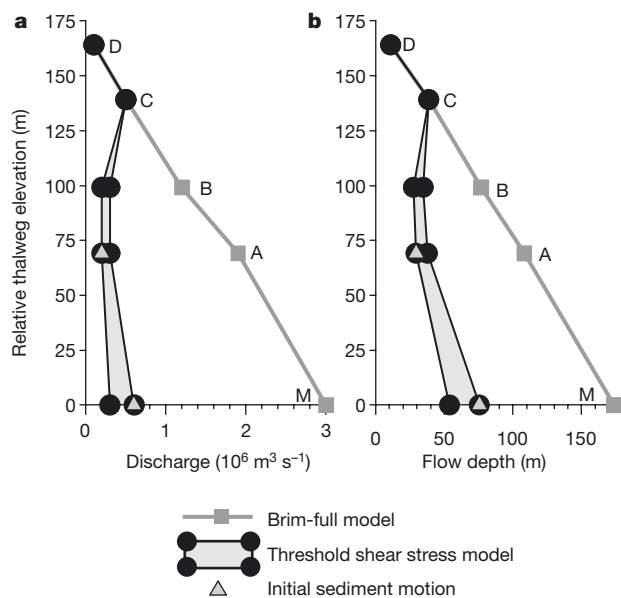 a
b
175
150
125
100
75
50
25
0
Relative thalweg elevation (m)
D
C
B
A
M
0
1
2
3
Discharge (10⁶ m³ s⁻¹)
175
150
125
100
75
50
25
0
D
C
B
A
M
0
50
100
150
Flow depth (m)
Brim-full model
Threshold shear stress model
Initial sediment motion